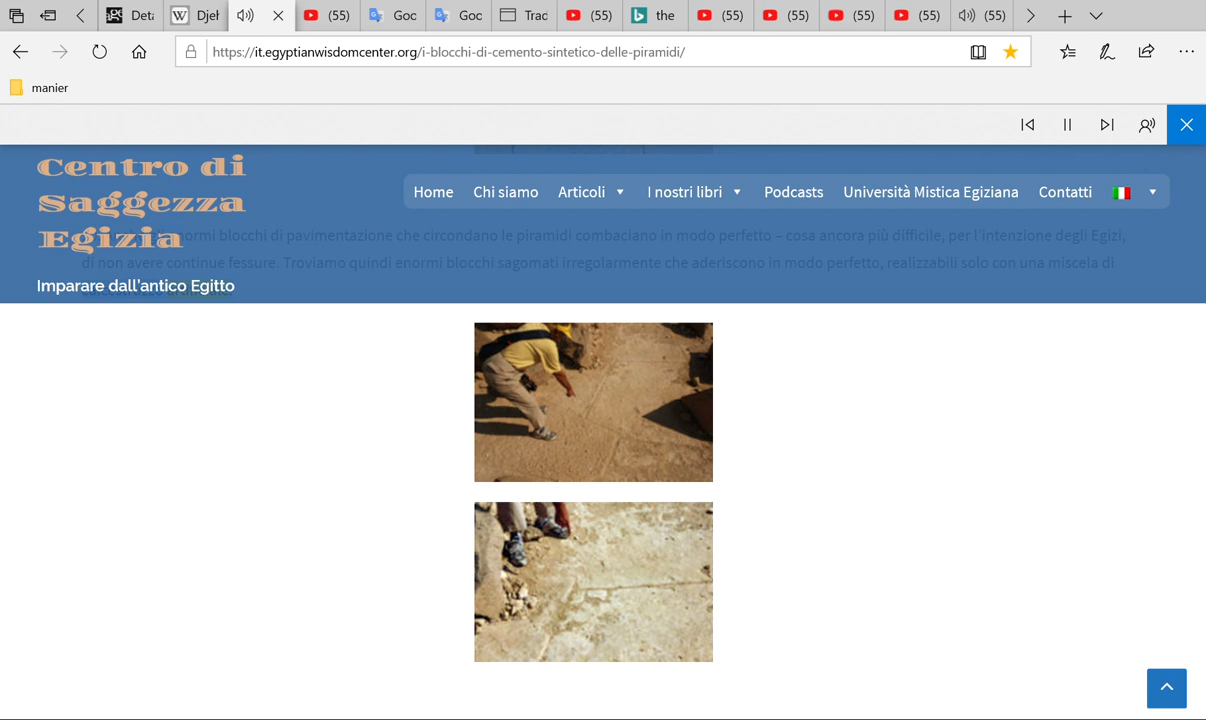 Deta
Djeh
(55)
Goc
Goc
Trac
(55)
the
(55)
(55)
(55)
(55)
(55)
https://it.egyptianwisdomcenter.org/i-blocchi-di-cemento-sintetico-delle-piramidi/
manier
Centro di
Saggezza
Egizia
Imparare dall'antico Egitto
Home Chi siamo Articoli I nostri libri Podcasts Università Mistica Egiziana Contatti
enormi blocchi di pavimentazione che circondano le piramidi combaciano in modo perfetto – cosa ancora più difficile, per l'intenzione degli Egizi,
di non avere continue fessure. Troviamo quindi enormi blocchi sagomati irregolarmente che aderiscono in modo perfetto, realizzabili solo con una miscela di